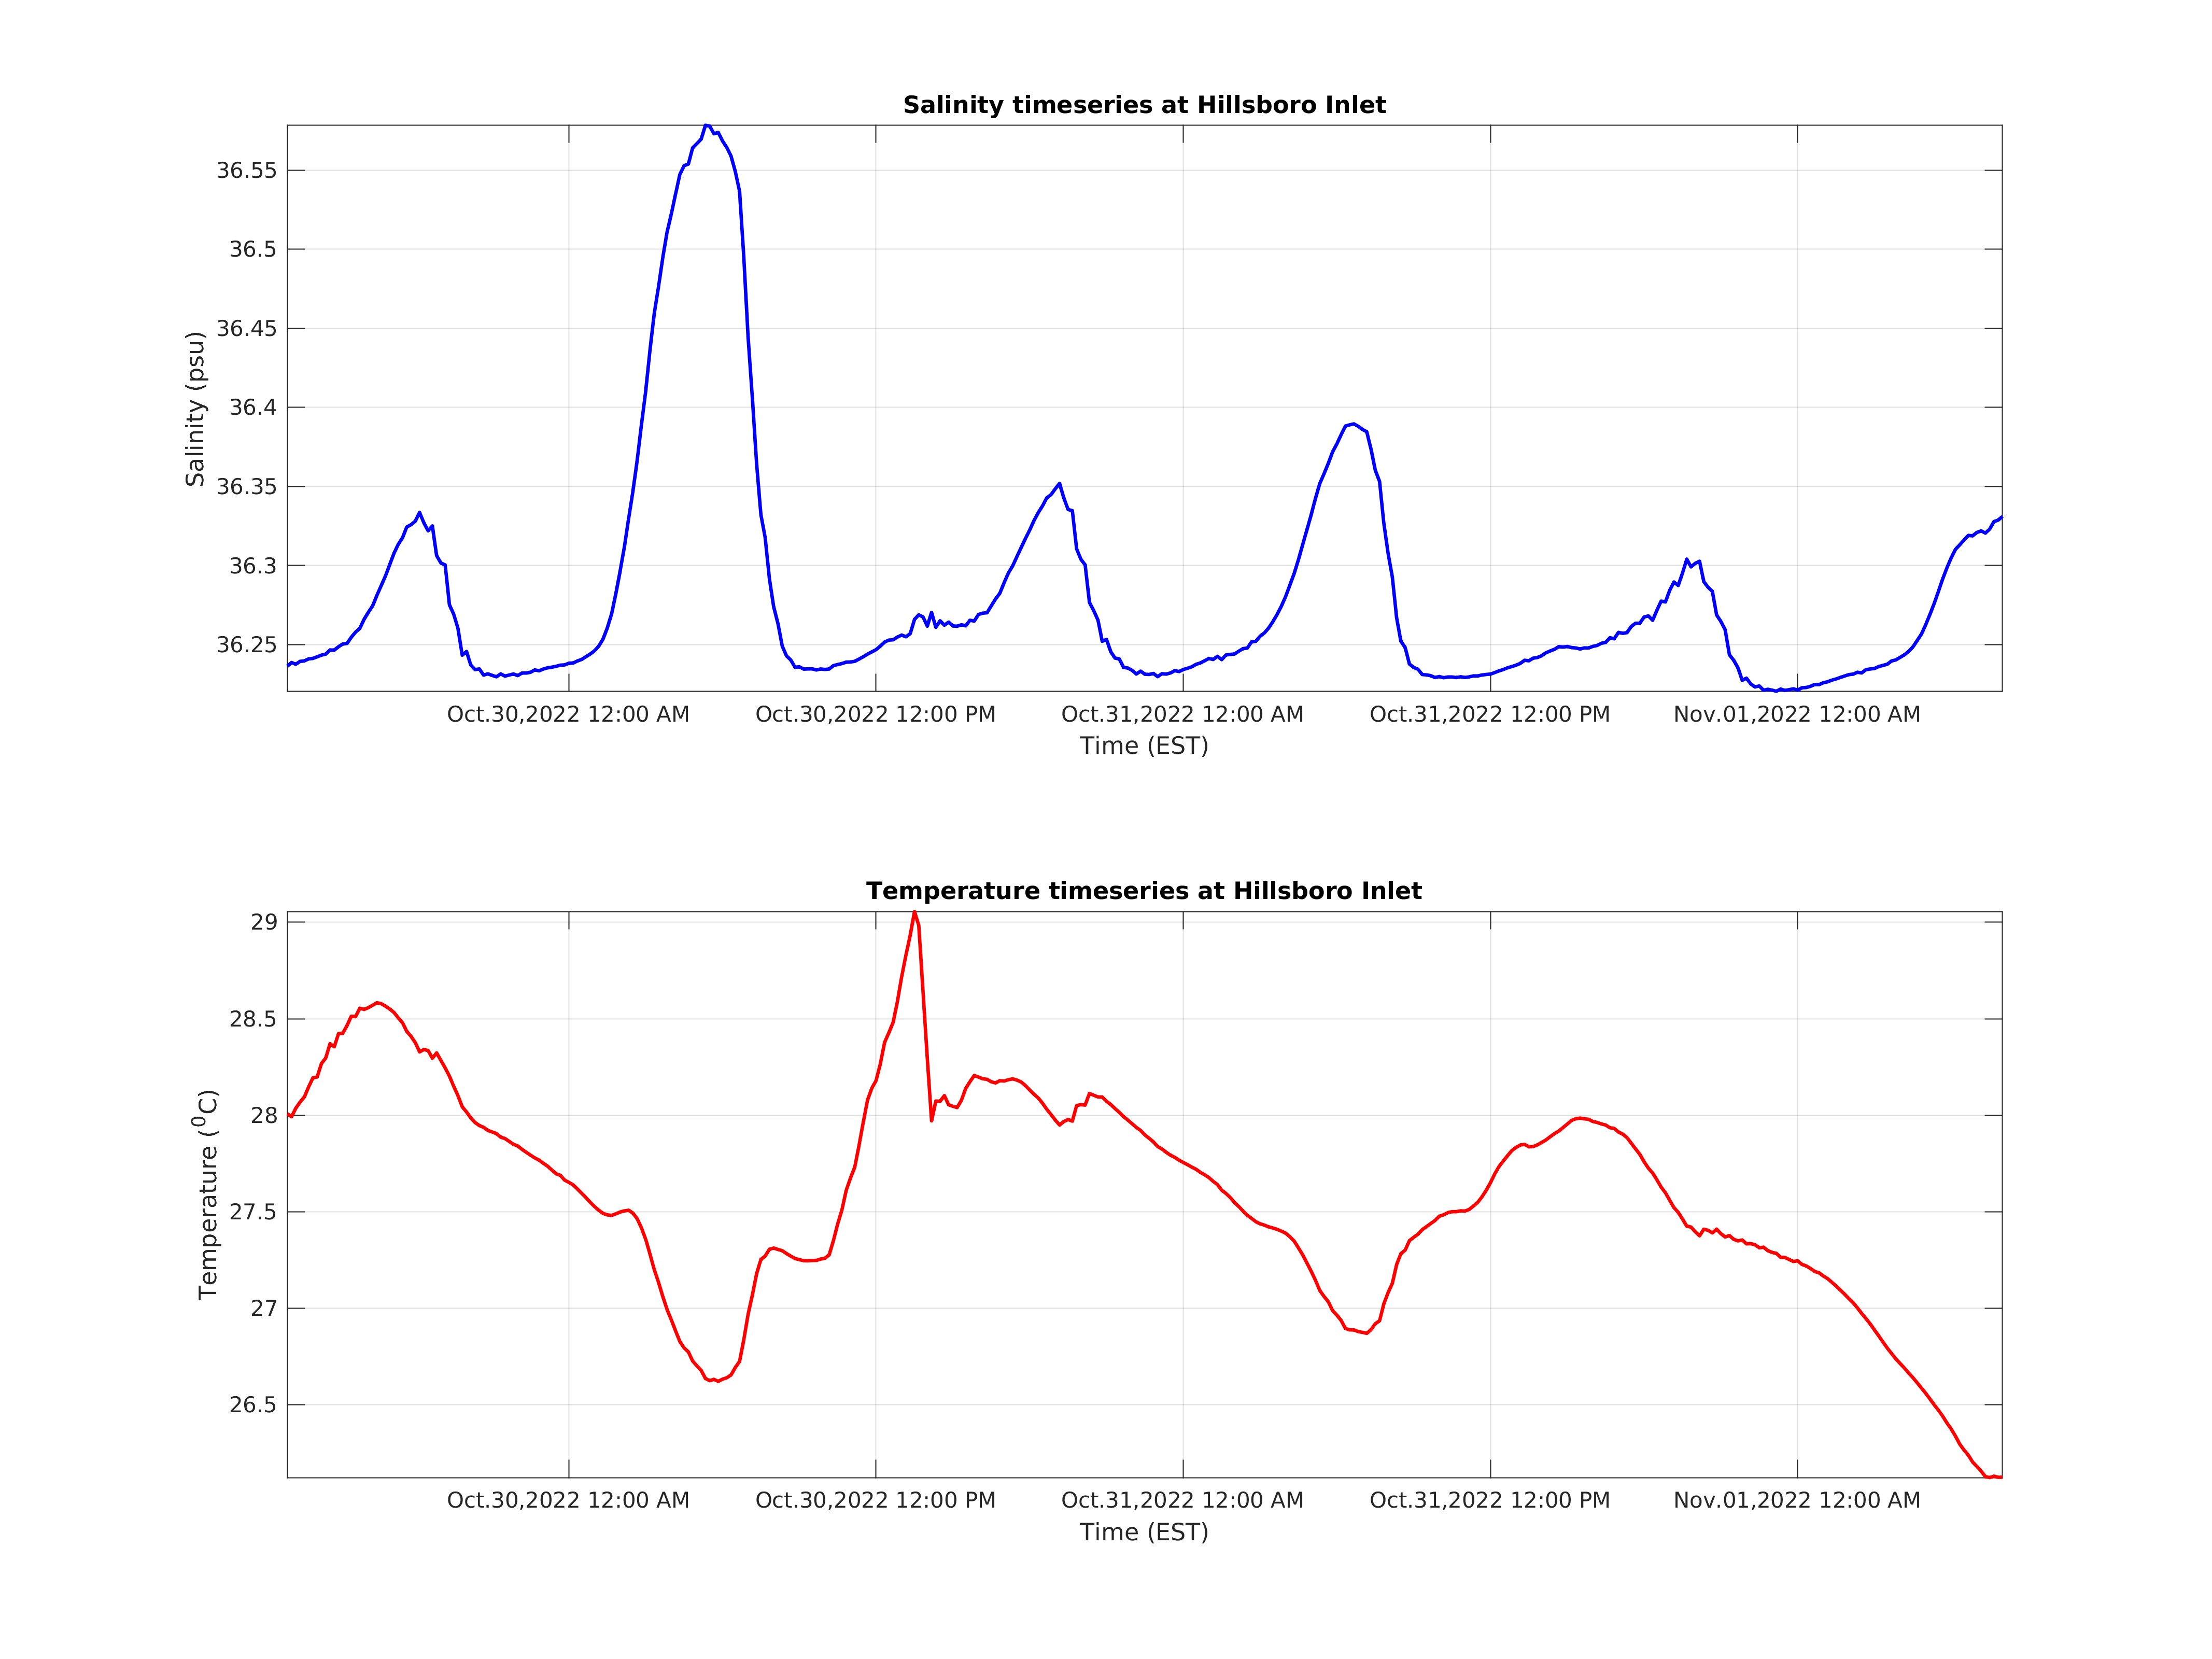 Salinity timeseries at Hillsboro Inlet
36.55
36.5
36.45
36.4
36.35
36.3
36.25
Salinity (psu)
Oct.30,2022 12:00 AM Oct.30,2022 12:00 PM Oct.31,2022 12:00 AM Oct.31,2022 12:00 PM Nov.01,2022 12:00 AM
Time (EST)
Temperature timeseries at Hillsboro Inlet
29
28.5
28
27.5
27
26.5
Temperature (⁰C)
Oct.30,2022 12:00 AM Oct.30,2022 12:00 PM Oct.31,2022 12:00 AM Oct.31,2022 12:00 PM Nov.01,2022 12:00 AM
Time (EST)